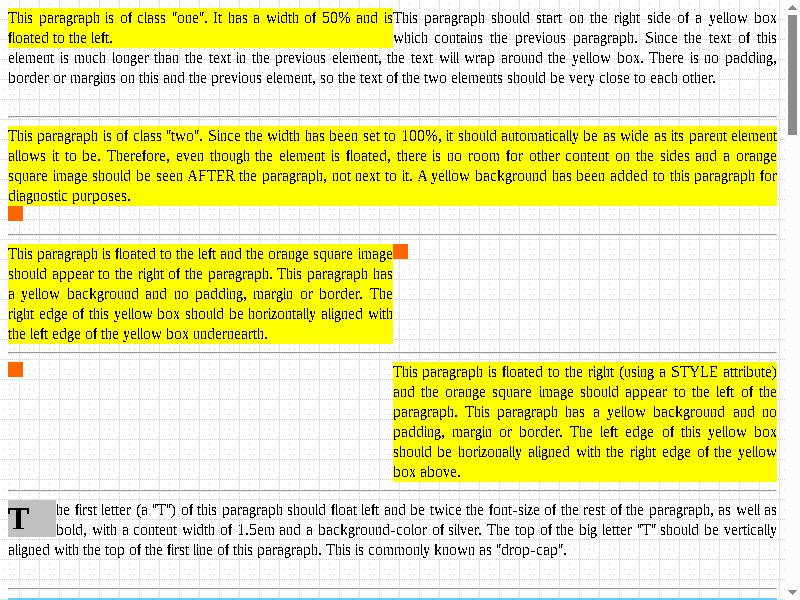 This paragraph is of class "one". It has a width of 50% and is
floated to the left.
This paragraph should start on the right side of a yellow box
which contains the previous paragraph. Since the text of this
element is much longer than the text in the previous element, the text will wrap around the yellow box. There is no padding,
border or margins on this and the previous element, so the text of the two elements should be very close to each other.
This paragraph is of class "two". Since the width has been set to 100%, it should automatically be as wide as its parent element
allows it to be. Therefore, even though the element is floated, there is no room for other content on the sides and a orange
square image should be seen AFTER the paragraph, not next to it. A yellow background has been added to this paragraph for
diagnostic purposes.
This paragraph is floated to the left and the orange square image
should appear to the right of the paragraph. This paragraph has
a yellow background and no padding, margin or border. The
right edge of this yellow box should be horizontally aligned with
the left edge of the yellow box undernearth.
This paragraph is floated to the right (using a STYLE attribute)
and the orange square image should appear to the left of the
paragraph. This paragraph has a yellow background and no
padding, margin or border. The left edge of this yellow box
should be horizonally aligned with the right edge of the yellow
box above.
The first letter (a "T") of this paragraph should float left and be twice the font-size of the rest of the paragraph, as well as
bold, with a content width of 1.5em and a background-color of silver. The top of the big letter "T" should be vertically
aligned with the top of the first line of this paragraph. This is commonly known as "drop-cap".